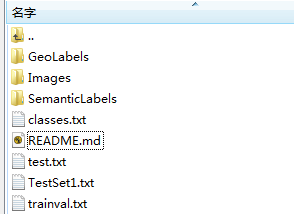 名字
..
GeoLabels
Images
SemanticLabels
classes.txt
README.md
test.txt
TestSet1.txt
trainval.txt